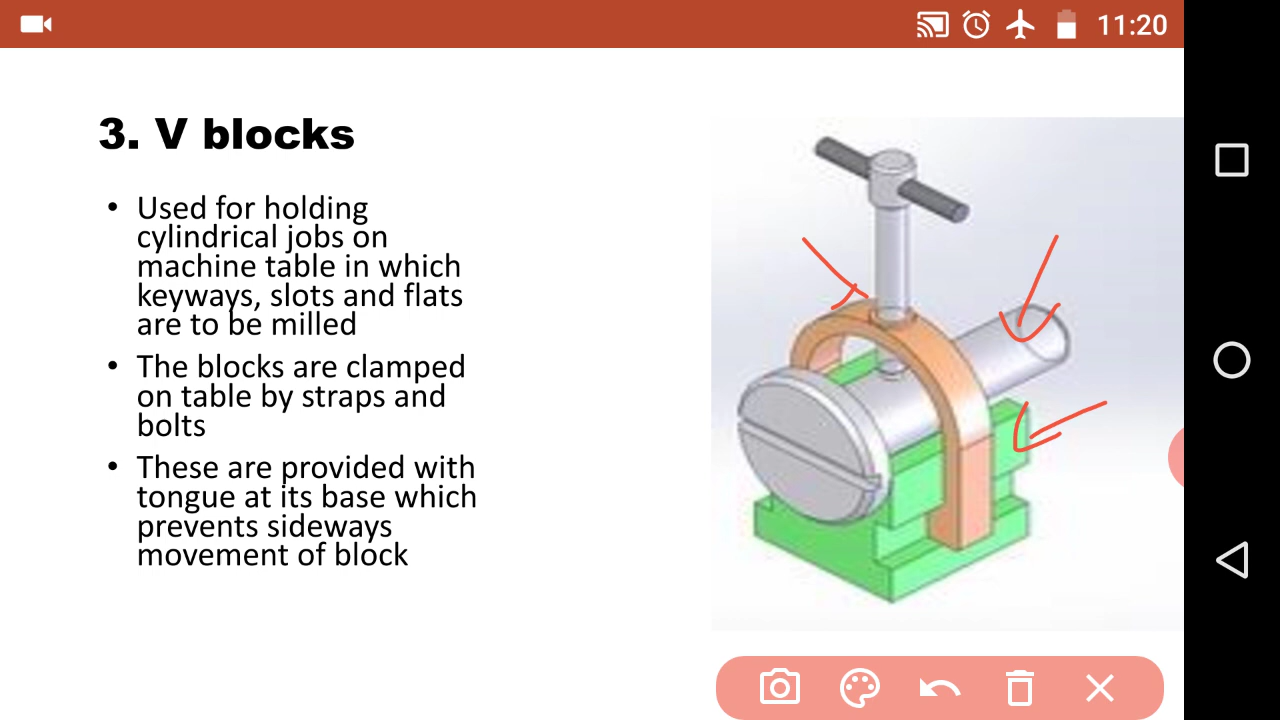 11:20
3. V blocks
• Used for holding
cylindrical jobs on
machine table in which
keyways, slots and flats
are to be milled
• The blocks are clamped
on table by straps and
bolts
• These are provided with
tongue at its base which
prevents sideways
movement of block